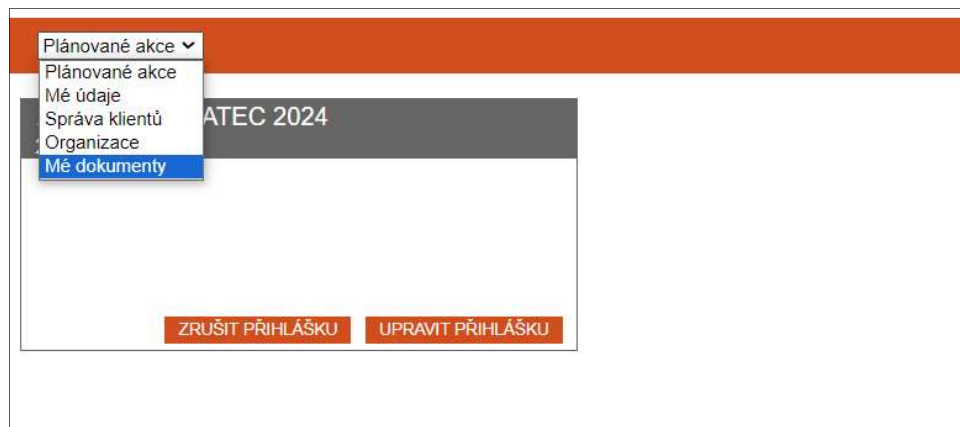 Plánované akce
Plánované akce
Mé údaje
Správa klientů
Organizace
Mé dokumenty
ATEC 2024
ZRUŠIT PŘIHLÁŠKU
UPRAVIT PŘIHLÁŠKU